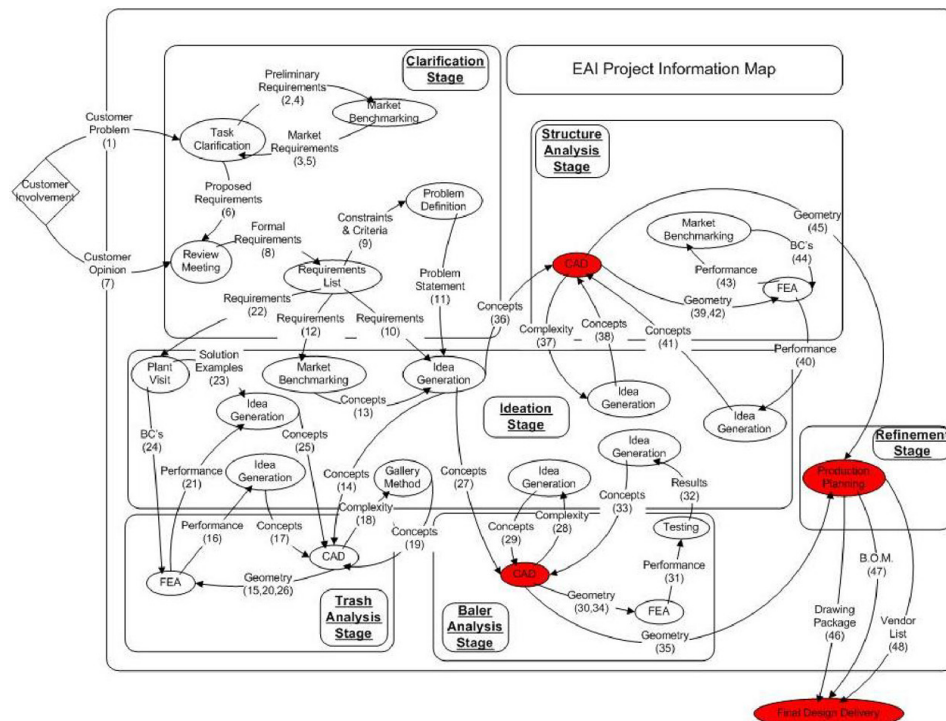 EAI Project Information Map
Clarification
Stage
Preliminary
Requirements
(2,4)
Market
Benchmarking
Customer
Problem
(1)
Task
Clarification
Market
Requirements
(3,5)
Customer
Involvement
Proposed
Requirements
(6)
Problem
Definition
Constraints
& Criteria
(9)
Formal
Requirements
(8)
Customer
Opinion
(7)
Review
Meeting
Requirements
List
Problem
Statement
(11)
Requirements
(22)
Requirements
(12)
Requirements
(10)
Structure
Analysis
Stage
Geometry
(45)
Market
Benchmarking
BC's
(44)
CAD
Performance
(43)
FEA
Geometry
(39,42)
Concepts
(36)
Complexity
(37)
Concepts
(38)
Concepts
(41)
Performance
(40)
Plant
Visit
Solution
Examples
(23)
Market
Benchmarking
Idea
Generation
Concepts
(13)
Idea
Generation
Ideation
Stage
Idea
Generation
Idea
Generation
BC's
(24)
Concepts
(25)
Idea
Generation
Performance
(21)
Idea
Generation
Concepts
(14)
Gallery
Method
Concepts
(27)
Idea
Generation
Results
(32)
Complexity
(18)
Concepts
(33)
Refinement
Stage
Production
Planning
Performance
(16)
Concepts
(17)
Concepts
(19)
Concepts
(29)
Complexity
(28)
Testing
CAD
FEA
Geometry
(15,20,26)
Trash
Analysis
Stage
CAD
Performance
(31)
Geometry
(30,34)
FEA
Baler
Analysis
Stage
Geometry
(35)
B.O.M.
(47)
Drawing
Package
(46)
Vendor
List
(48)
Final Design Delivery